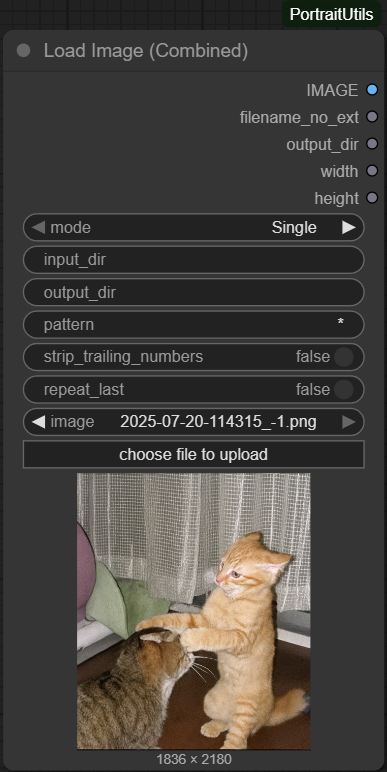 PortraitUtils
Load Image (Combined)
IMAGE
filename_no_ext
output_dir
width
height
mode Single
input_dir
output_dir
pattern *
strip_trailing_numbers false
repeat_last false
image 2025-07-20-114315_-1.png
choose file to upload
1836 × 2180